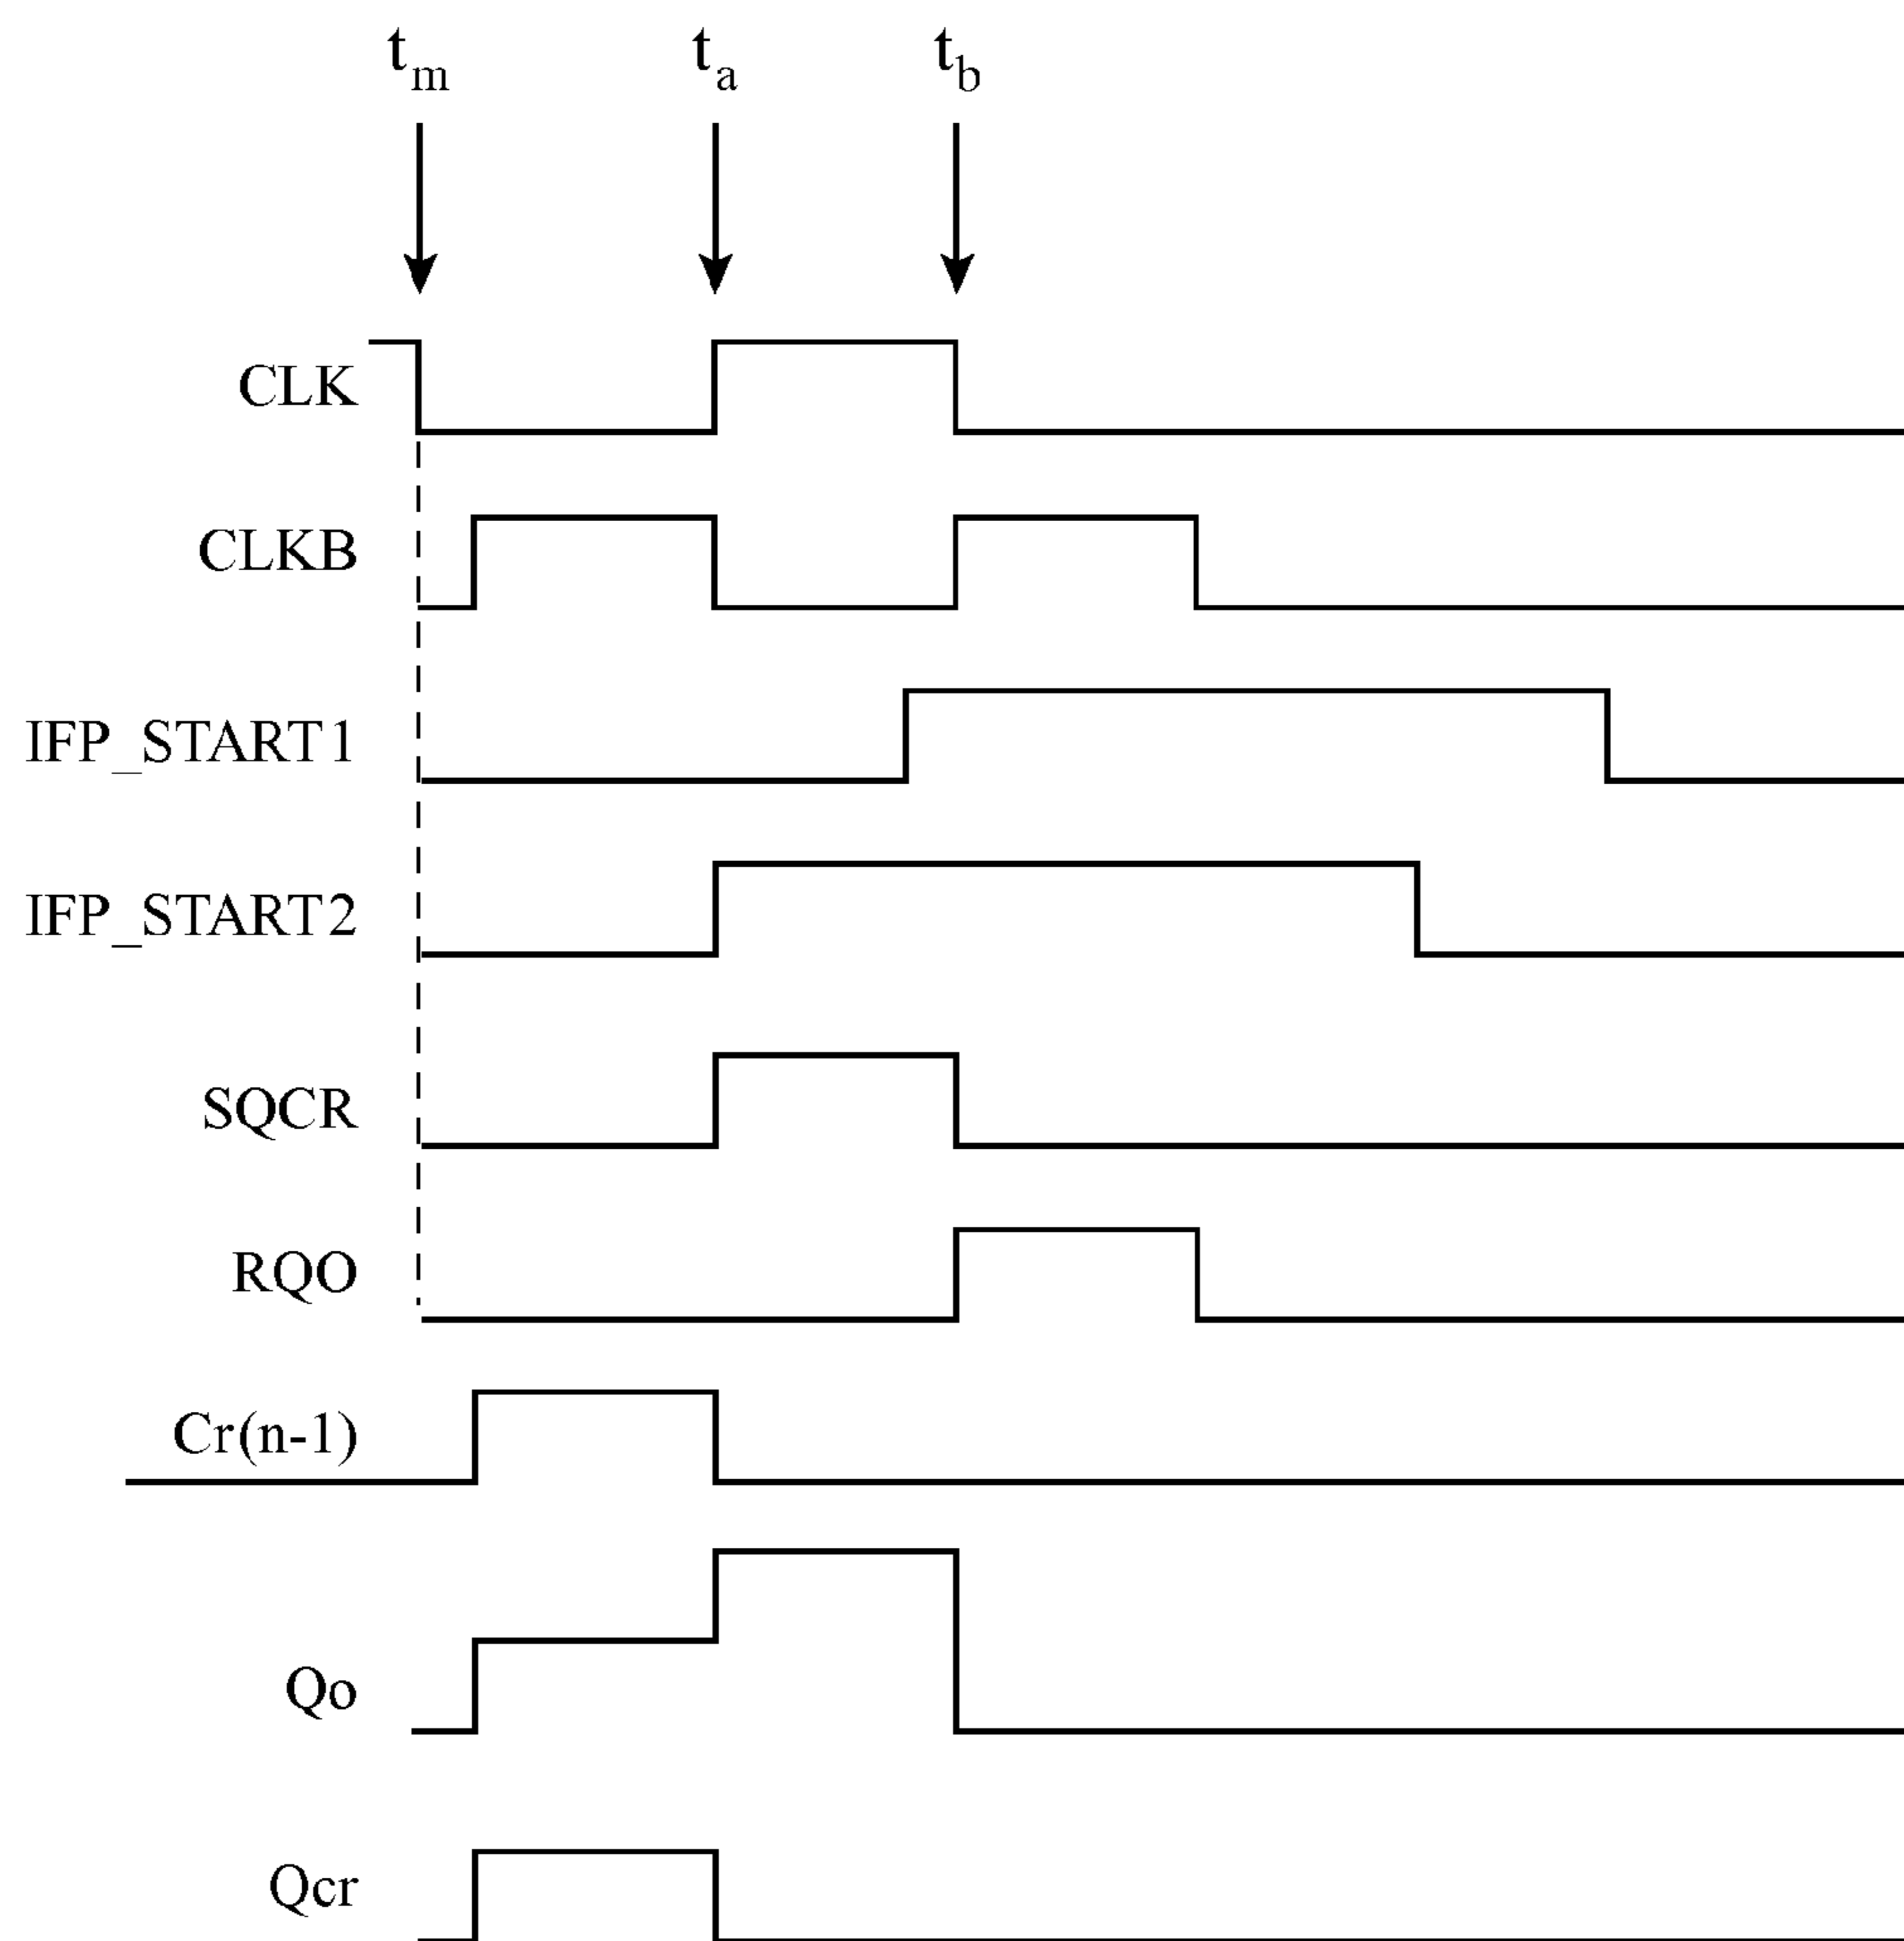 tm ta tb
CLK
CLKB
IFP_START1
IFP_START2
SQCR
RQO
Cr(n-1)
Qo
Qcr